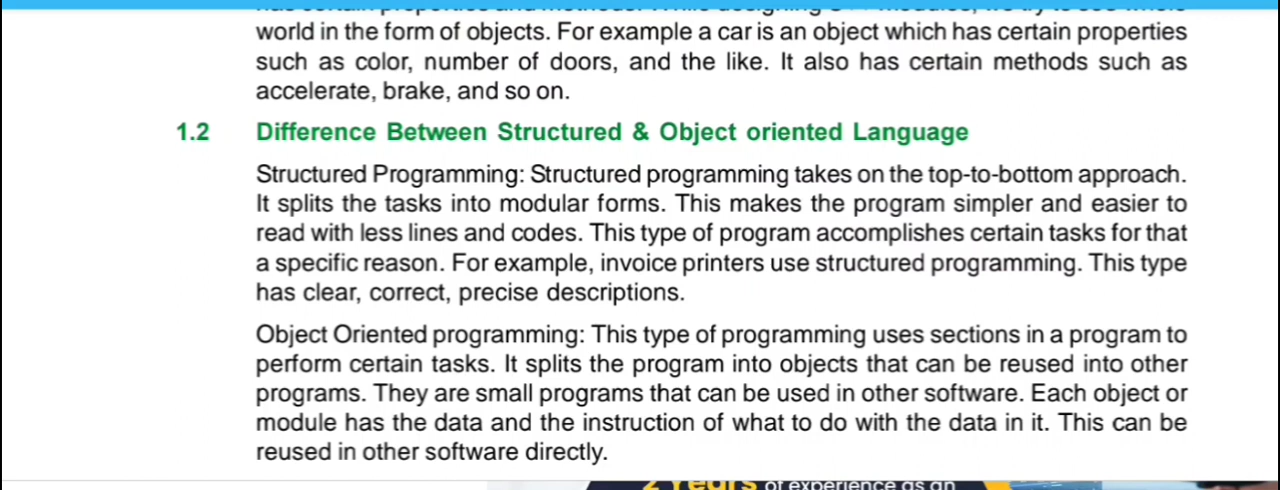 world in the form of objects. For example a car is an object which has certain properties
such as color, number of doors, and the like. It also has certain methods such as
accelerate, brake, and so on.
1.2 Difference Between Structured & Object oriented Language
Structured Programming: Structured programming takes on the top-to-bottom approach.
It splits the tasks into modular forms. This makes the program simpler and easier to
read with less lines and codes. This type of program accomplishes certain tasks for that
a specific reason. For example, invoice printers use structured programming. This type
has clear, correct, precise descriptions.
Object Oriented programming: This type of programming uses sections in a program to
perform certain tasks. It splits the program into objects that can be reused into other
programs. They are small programs that can be used in other software. Each object or
module has the data and the instruction of what to do with the data in it. This can be
reused in other software directly.
2 Years of experience as an